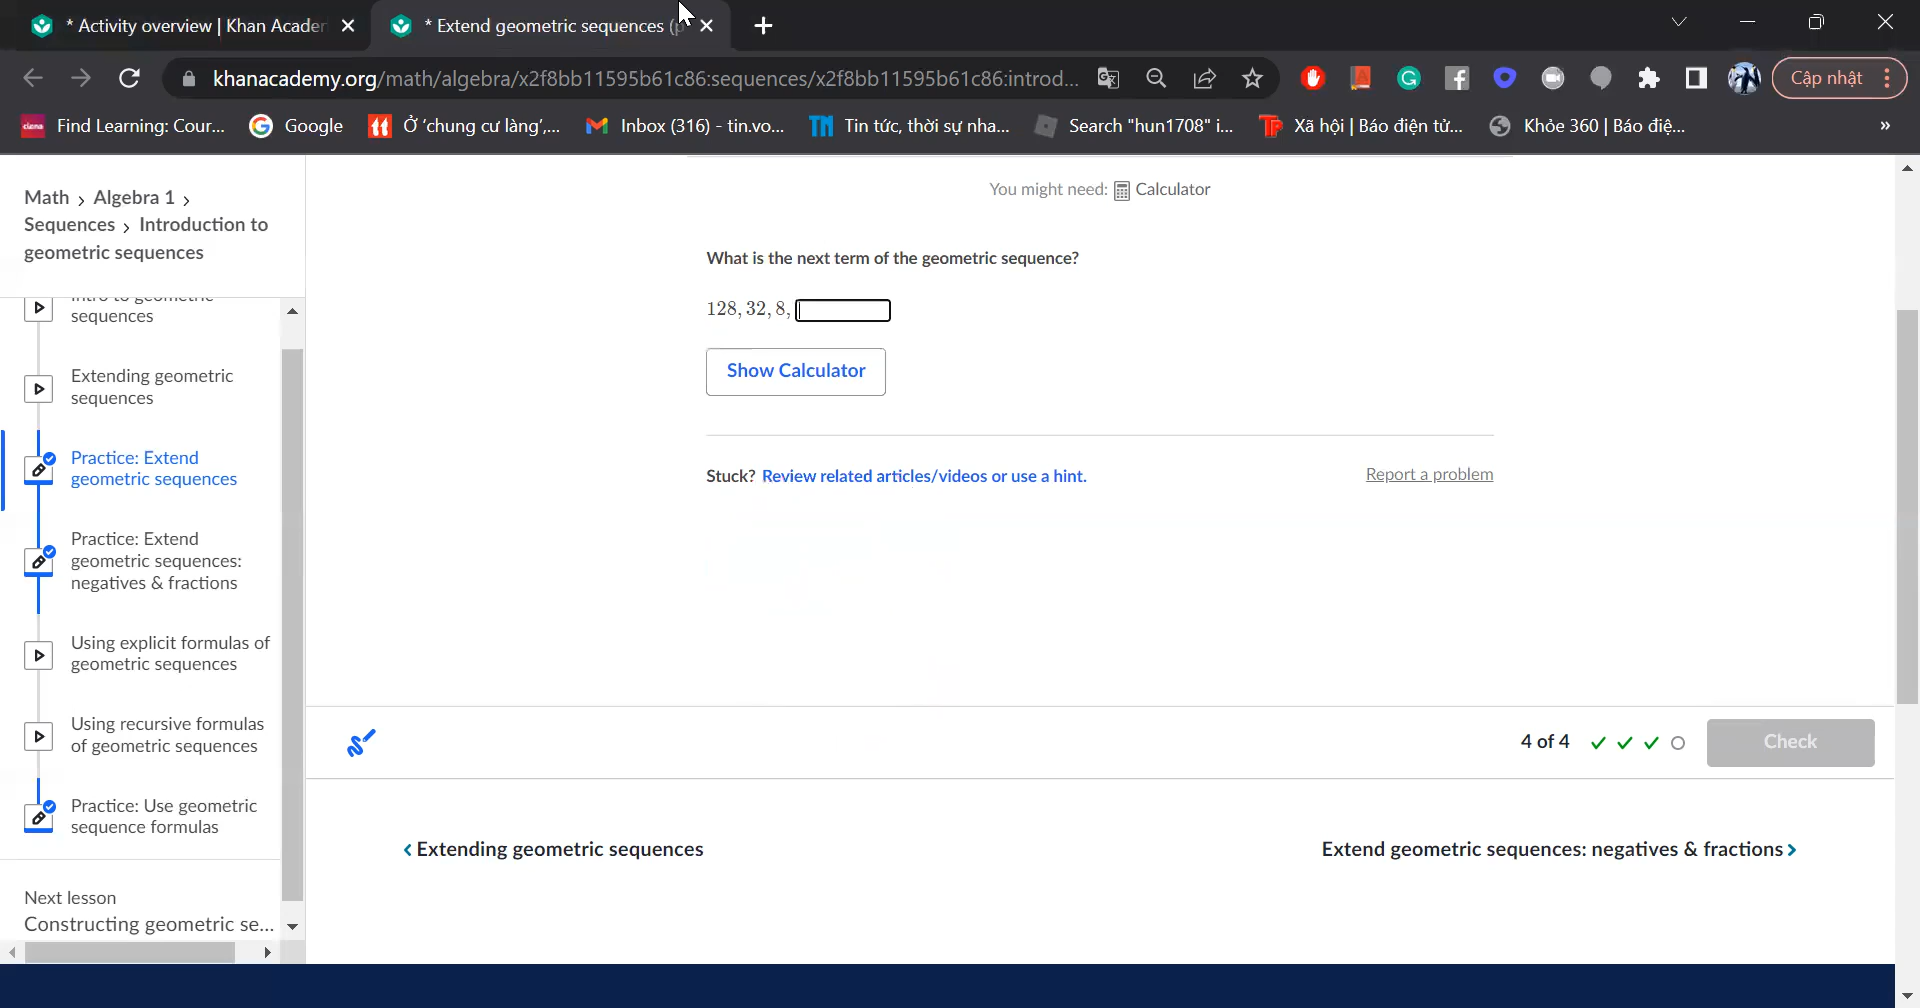 * Activity overview | Khan Acade
* Extend geometric sequences (p
khanacademy.org/math/algebra/x2f8bb11595b61c86:sequences/x2f8bb11595b61c86:introd...
Cập nhật
Find Learning: Cour...
Google
Ở 'chung cư làng',...
Inbox (316) - tin.vo...
Tin tức, thời sự nha...
Search "hun1708" i...
Xã hội | Báo điện tử...
Khỏe 360 | Báo điệ...
»
Math › Algebra 1 ›
Sequences › Introduction to
geometric sequences
Intro to geometric
sequences
Extending geometric
sequences
Practice: Extend
geometric sequences
Practice: Extend
geometric sequences:
negatives & fractions
Using explicit formulas of
geometric sequences
Using recursive formulas
of geometric sequences
Practice: Use geometric
sequence formulas
Next lesson
Constructing geometric se...
You might need: Calculator
What is the next term of the geometric sequence?
128, 32, 8,
Show Calculator
Stuck? Review related articles/videos or use a hint.
Report a problem
4 of 4
Check
‹ Extending geometric sequences
Extend geometric sequences: negatives & fractions ›